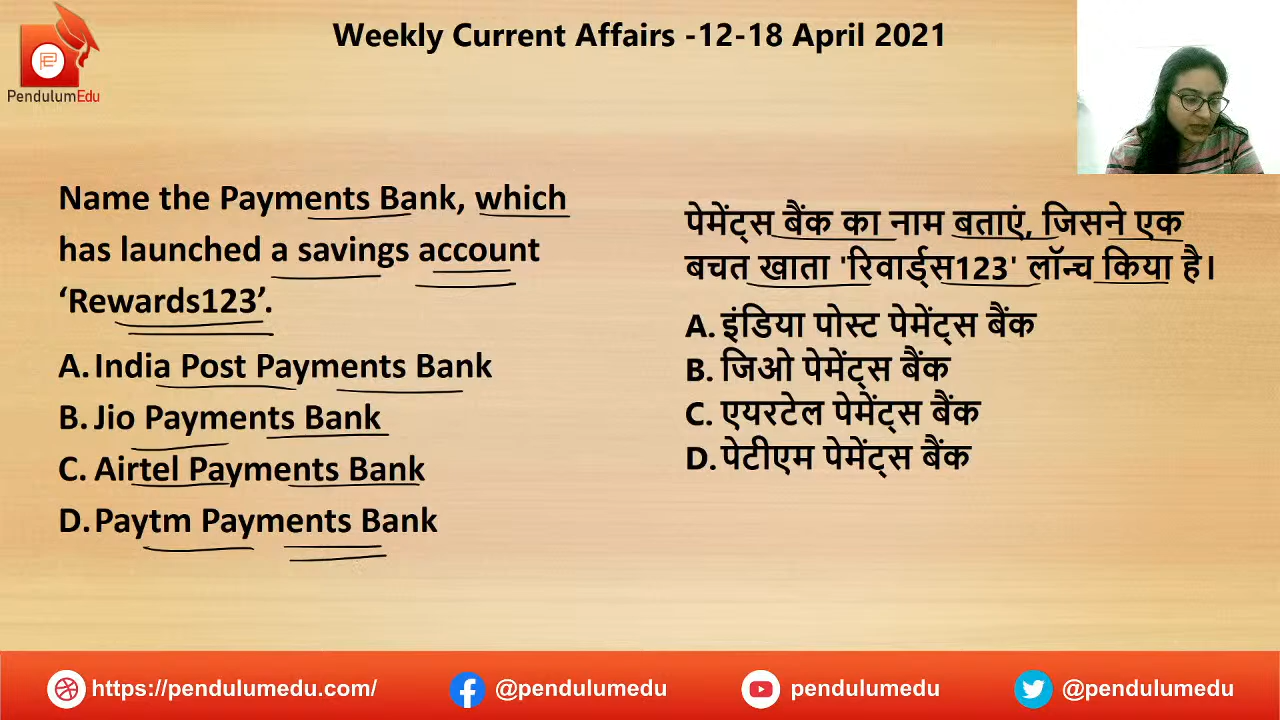 Weekly Current Affairs -12-18 April 2021
PendulumEdu
Name the Payments Bank, which
has launched a savings account
‘Rewards123’.
A. India Post Payments Bank
B. Jio Payments Bank
C. Airtel Payments Bank
D. Paytm Payments Bank
पेमेंट्स बैंक का नाम बताएं, जिसने एक
बचत खाता 'रिवार्ड्स123' लॉन्च किया है।
A. इंडिया पोस्ट पेमेंट्स बैंक
B. जिओ पेमेंट्स बैंक
C. एयरटेल पेमेंट्स बैंक
D. पेटीएम पेमेंट्स बैंक
https://pendulumedu.com/
@pendulumedu
pendulumedu
@pendulumedu